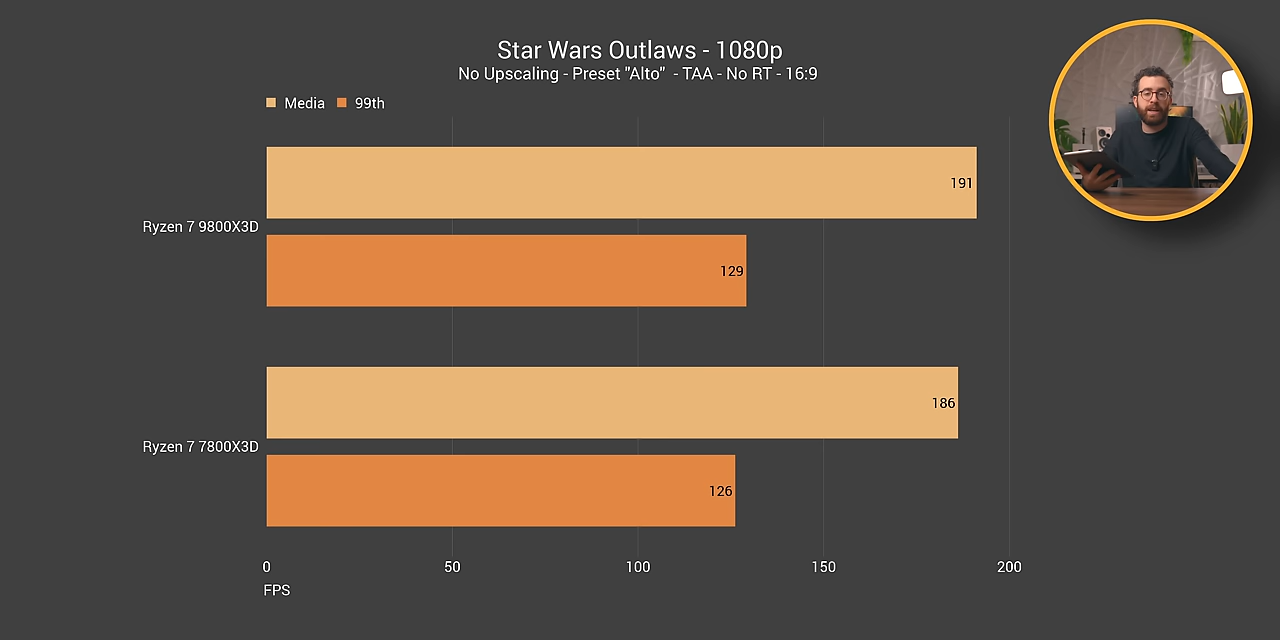 Star Wars Outlaws - 1080p
No Upscaling - Preset "Alto" - TAA - No RT - 16:9
Media 99th
191
Ryzen 7 9800X3D
129
186
Ryzen 7 7800X3D
126
0 50 100 150 200
FPS